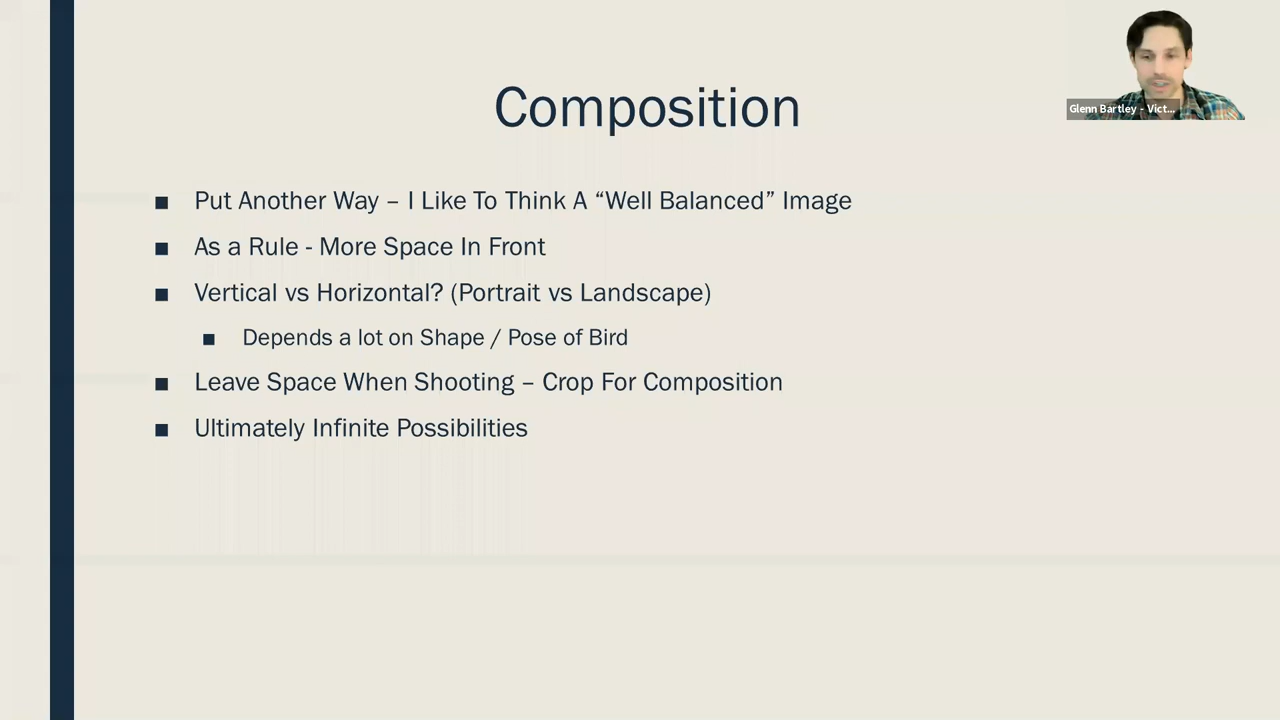 Glenn Bartley - Vict...
Composition
■ Put Another Way – I Like To Think A “Well Balanced” Image
■ As a Rule - More Space In Front
■ Vertical vs Horizontal? (Portrait vs Landscape)
■ Depends a lot on Shape / Pose of Bird
■ Leave Space When Shooting – Crop For Composition
■ Ultimately Infinite Possibilities